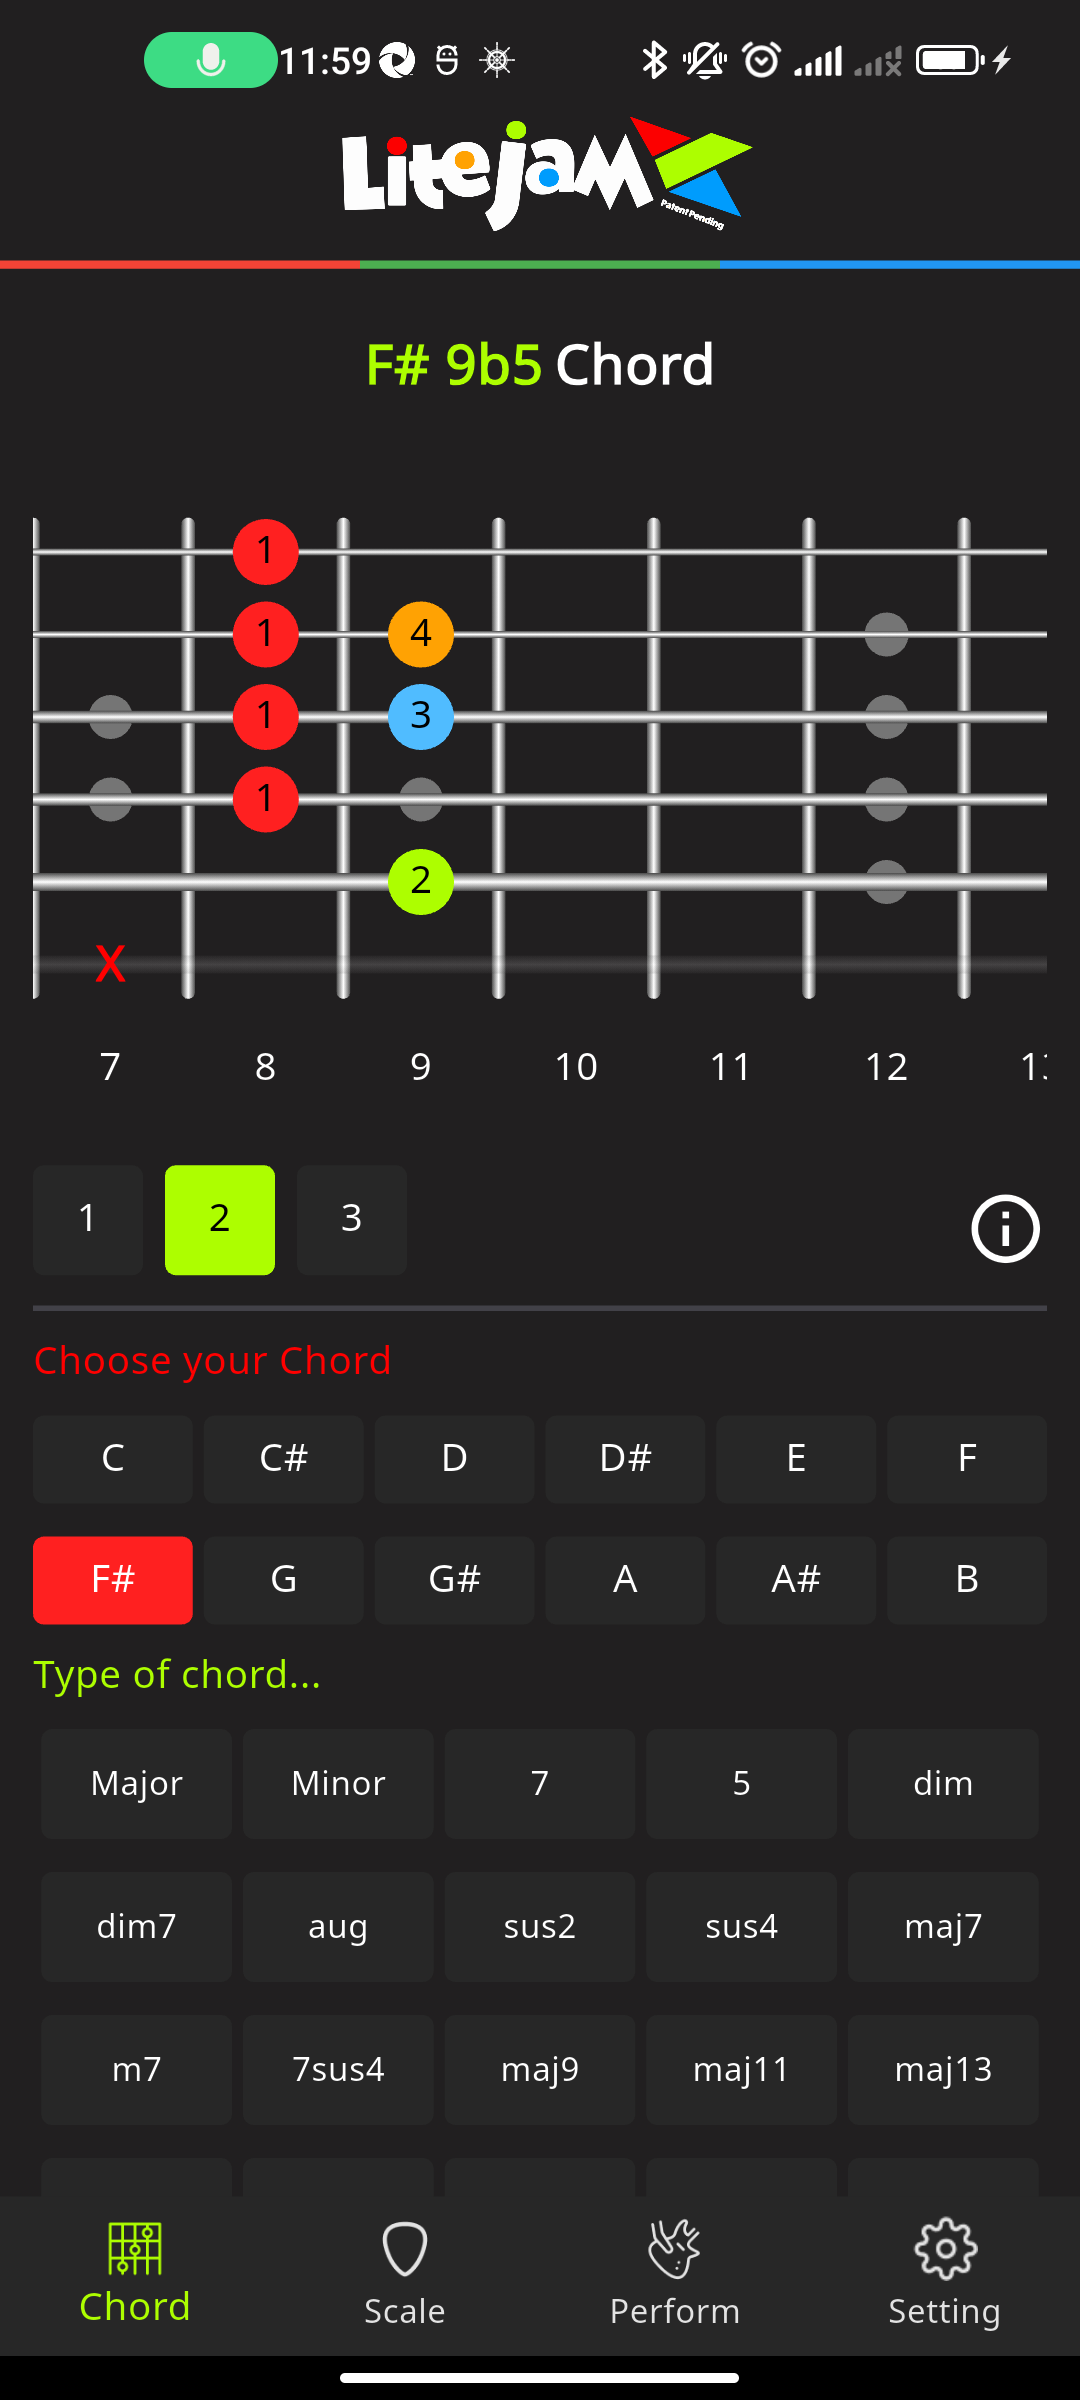 11:59
Litejam
Patent Pending
F# 9b5 Chord
1
1 4
1 3
1
2
X
7 8 9 10 11 12
1 2 3
Choose your Chord
C C# D D# E F
F# G G# A A# B
Type of chord...
Major Minor 7 5 dim
dim7 aug sus2 sus4 maj7
m7 7sus4 maj9 maj11 maj13
Chord Scale Perform Setting